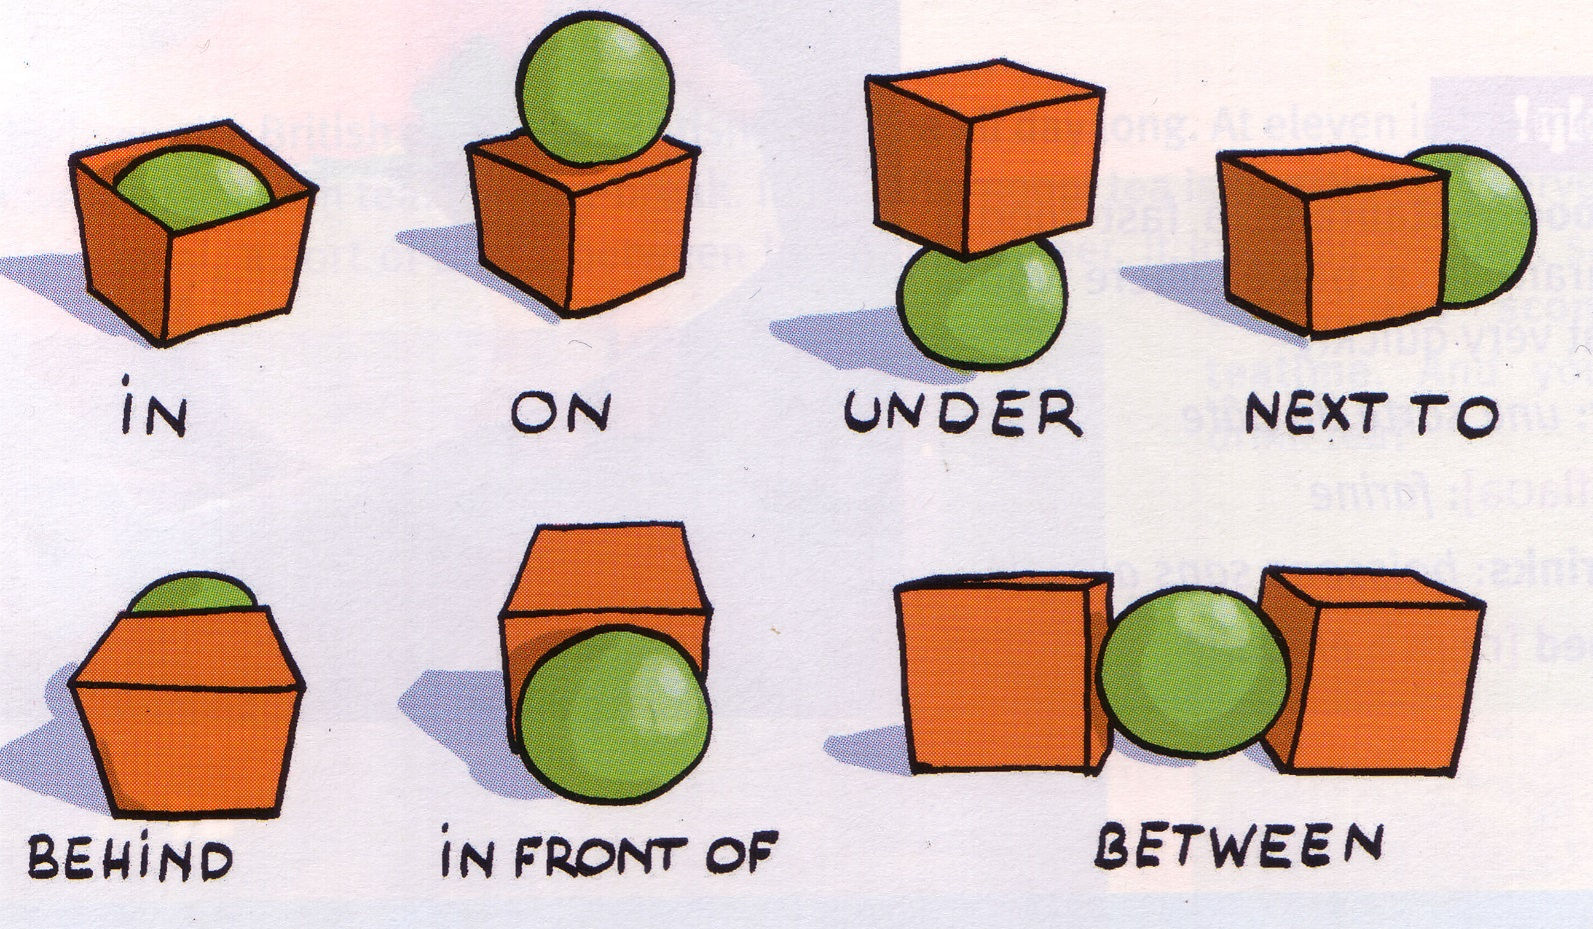 iN
ON
UNDER
NEXT TO
BEHiND
iN FRONT OF
BETWEEN